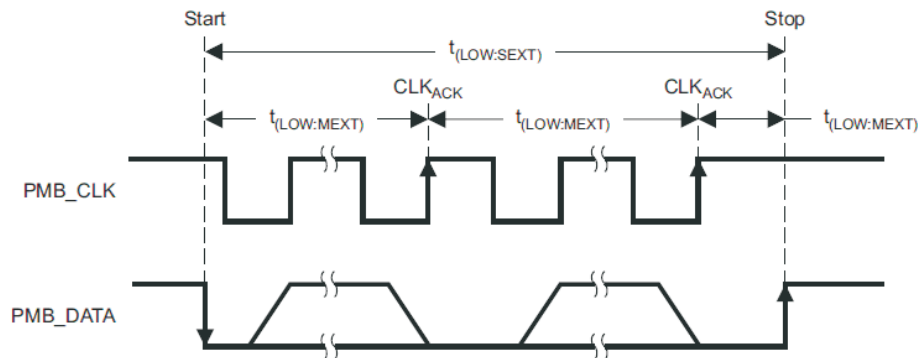 Start Stop
t(LOW:SEXT)
CLKACK CLKACK
t(LOW:MEXT) t(LOW:MEXT) t(LOW:MEXT)
PMB_CLK
PMB_DATA